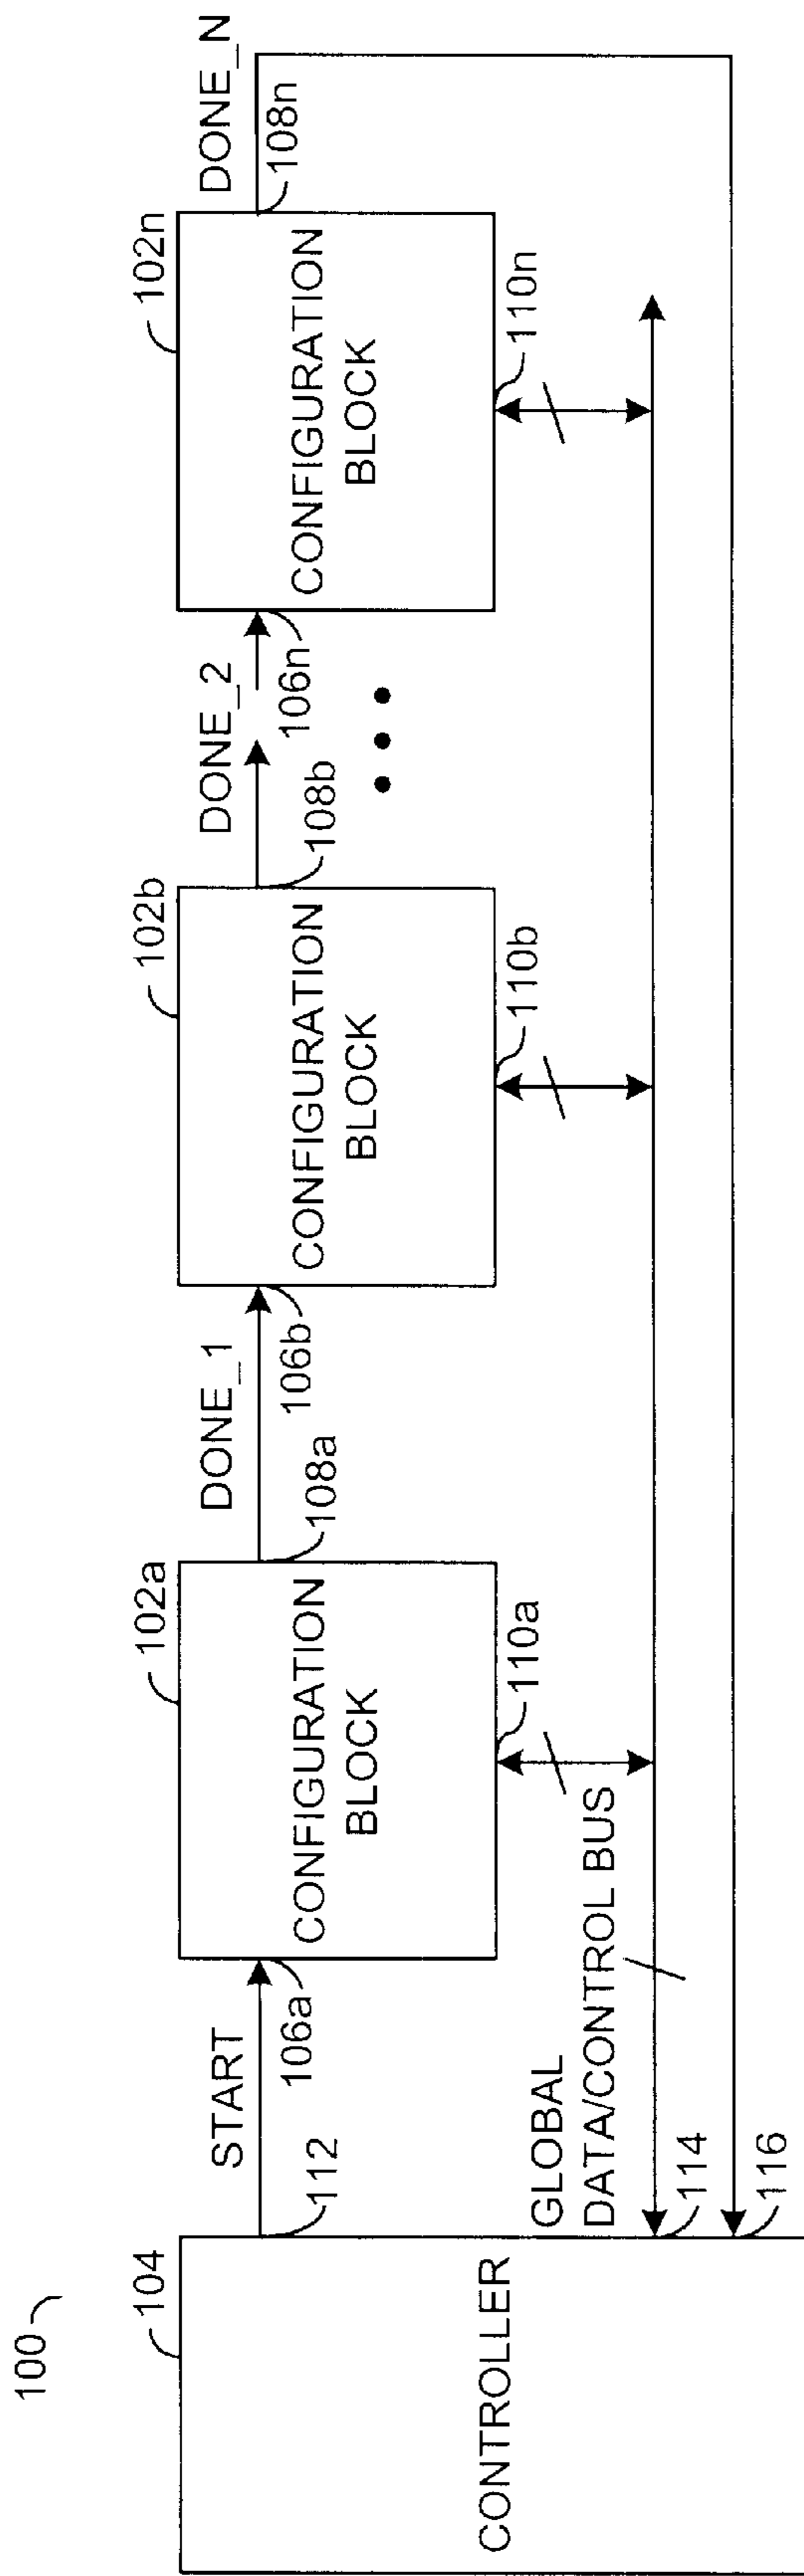 100
104
CONTROLLER
112
START
106a
102a
CONFIGURATION
BLOCK
108a
110a
DONE_1
106b
102b
CONFIGURATION
BLOCK
108b
110b
DONE_2
106n
102n
CONFIGURATION
BLOCK
108n
110n
DONE_N
GLOBAL
DATA/CONTROL BUS
114
116